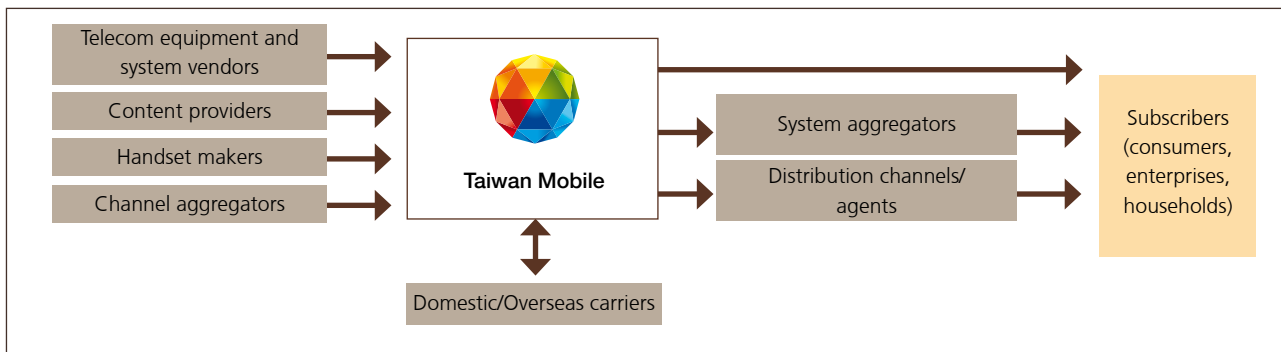 Telecom equipment and
system vendors
Content providers
Handset makers
Channel aggregators
Taiwan Mobile
Domestic/Overseas carriers
System aggregators
Distribution channels/
agents
Subscribers
(consumers,
enterprises,
households)